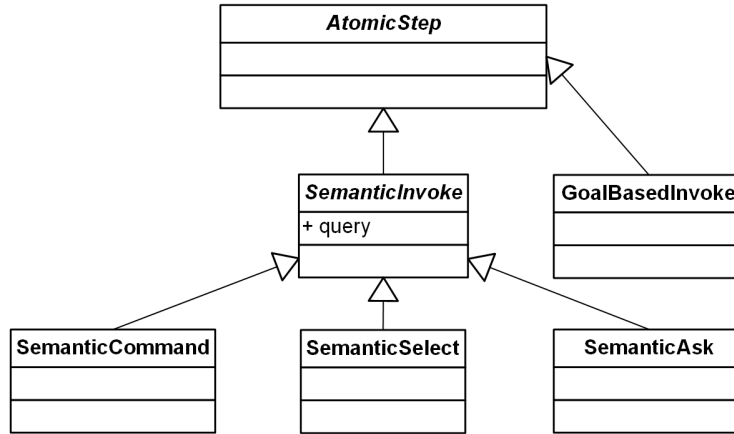 AtomicStep
SemanticInvoke
+ query
GoalBasedInvoke
SemanticCommand
SemanticSelect
SemanticAsk